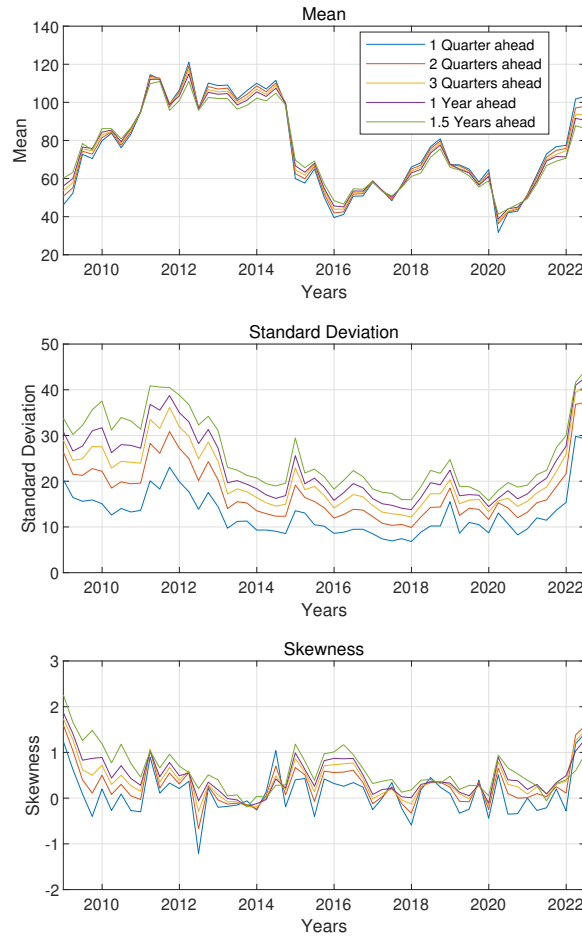 Mean
140
120
100
80
60
40
20
Mean
1 Quarter ahead
2 Quarters ahead
3 Quarters ahead
1 Year ahead
1.5 Years ahead
2010 2012 2014 2016 2018 2020 2022
Years
Standard Deviation
50
40
30
20
10
0
Standard Deviation
2010 2012 2014 2016 2018 2020 2022
Years
Skewness
3
2
1
0
-1
-2
Skewness
2010 2012 2014 2016 2018 2020 2022
Years